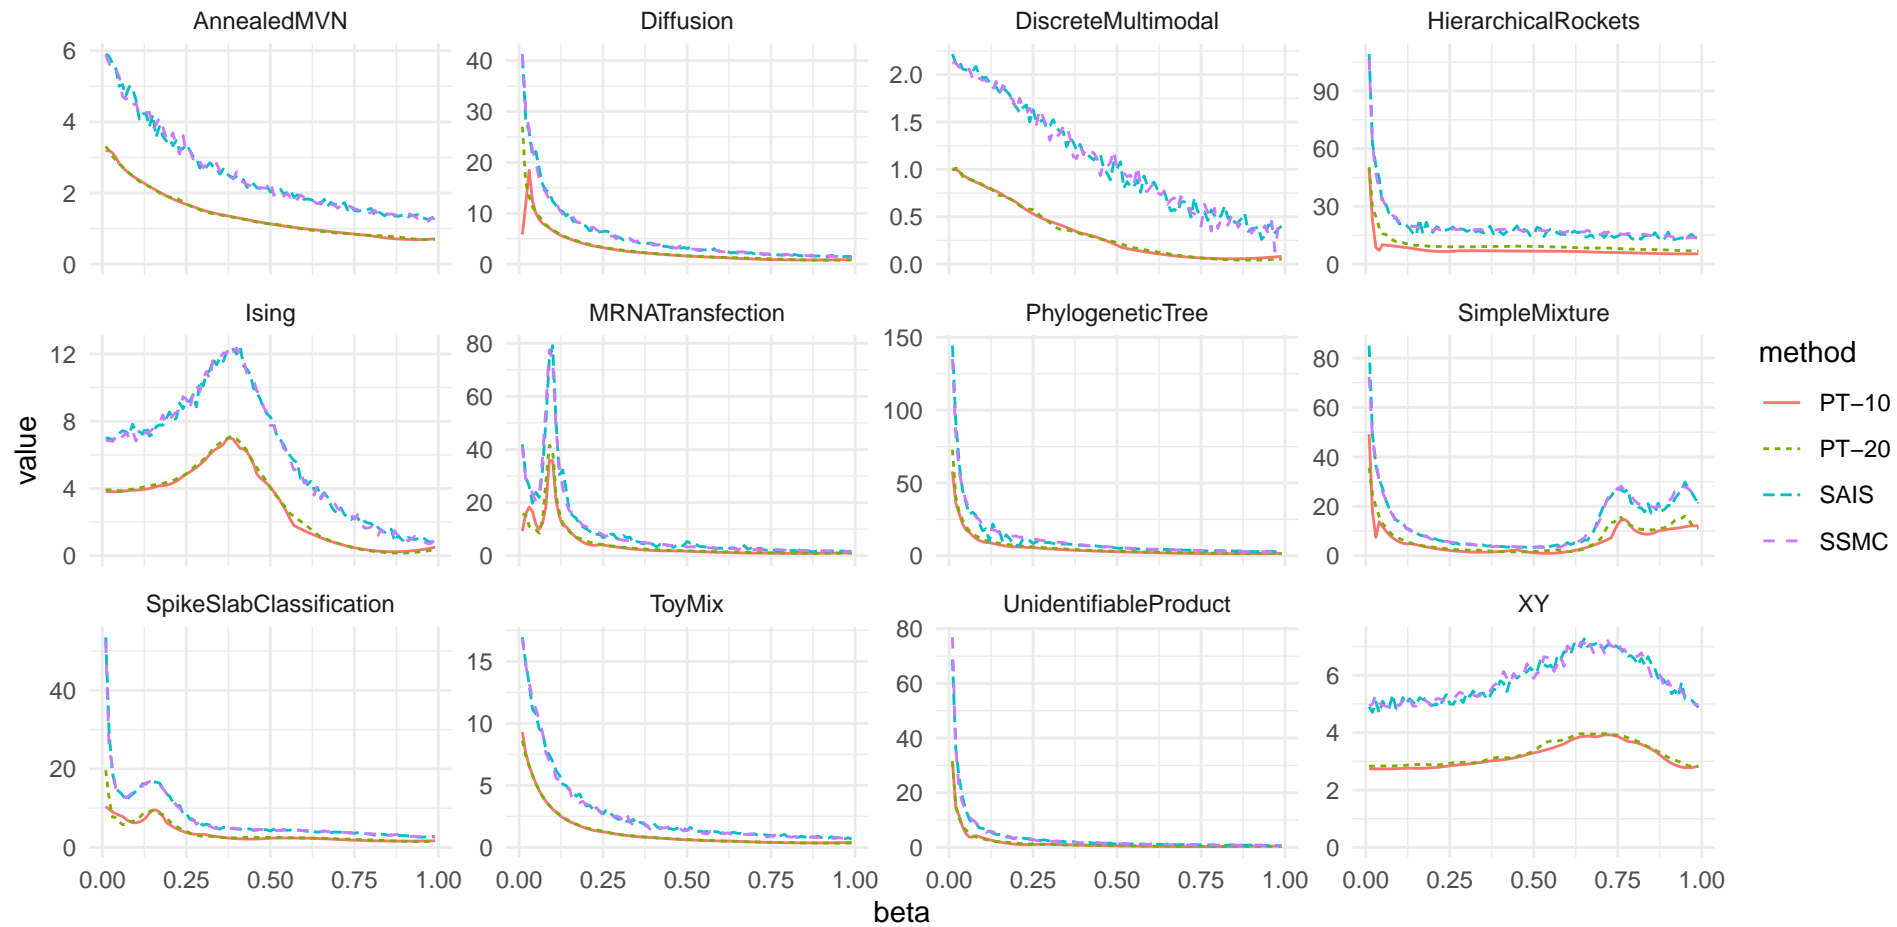 AnnealedMVN Diffusion DiscreteMultimodal HierarchicalRockets
6 4 2 0
40 30 20 10 0
2.0 1.5 1.0 0.5 0.0
90 60 30 0
Ising MRNATransfection PhylogeneticTree SimpleMixture
12 8 4 0
80 60 40 20 0
150 100 50 0
80 60 40 20 0
SpikeSlabClassification ToyMix UnidentifiableProduct XY
40 20 0
15 10 5 0
80 60 40 20 0
6 4 2 0
0.00 0.25 0.50 0.75 1.00 0.00 0.25 0.50 0.75 1.00 0.00 0.25 0.50 0.75 1.00 0.00 0.25 0.50 0.75 1.00
beta
value
method
PT−10
PT−20
SAIS
SSMC